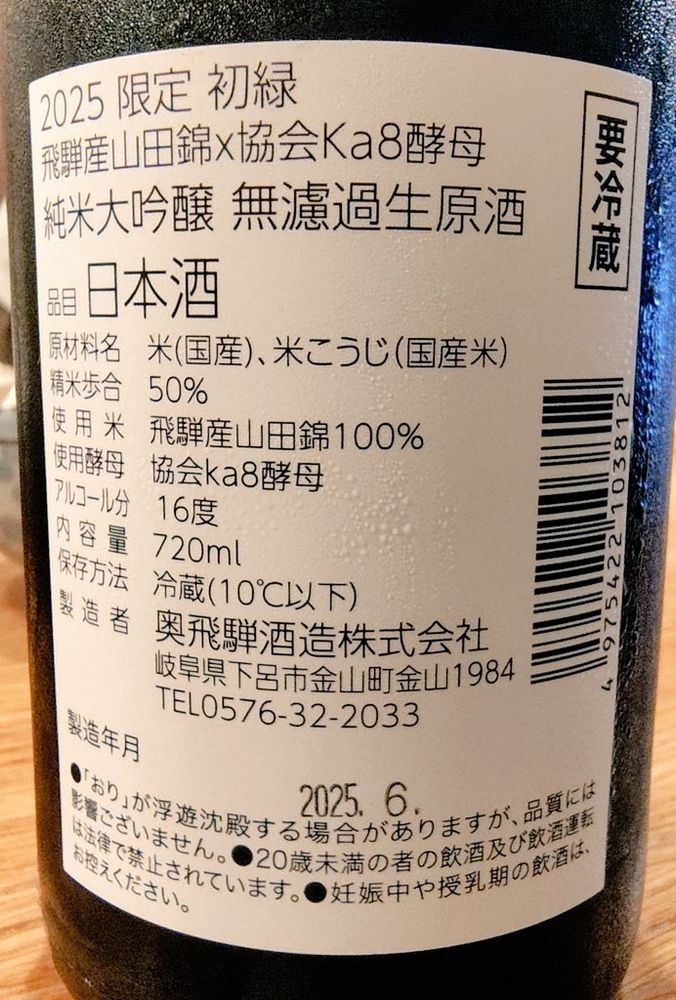 2025 限定 初緑
飛騨産山田錦x協会Ka8酵母
純米大吟醸 無濾過生原酒
要冷蔵
品目 日本酒
原材料名 米(国産)、米こうじ(国産米)
精米歩合 50%
使用米 飛騨産山田錦100%
使用酵母 協会ka8酵母
アルコール分 16度
内容量 720ml
保存方法 冷蔵(10℃以下)
製造者 奥飛騨酒造株式会社
岐阜県下呂市金山町金山1984
TEL0576-32-2033
製造年月
2025. 6.
●「おり」が浮遊沈殿する場合がありますが、品質には
影響ございません。●20歳未満の者の飲酒及び飲酒運転
は法律で禁止されています。●妊娠中や授乳期の飲酒は、
お控えください。
4 975422 103812